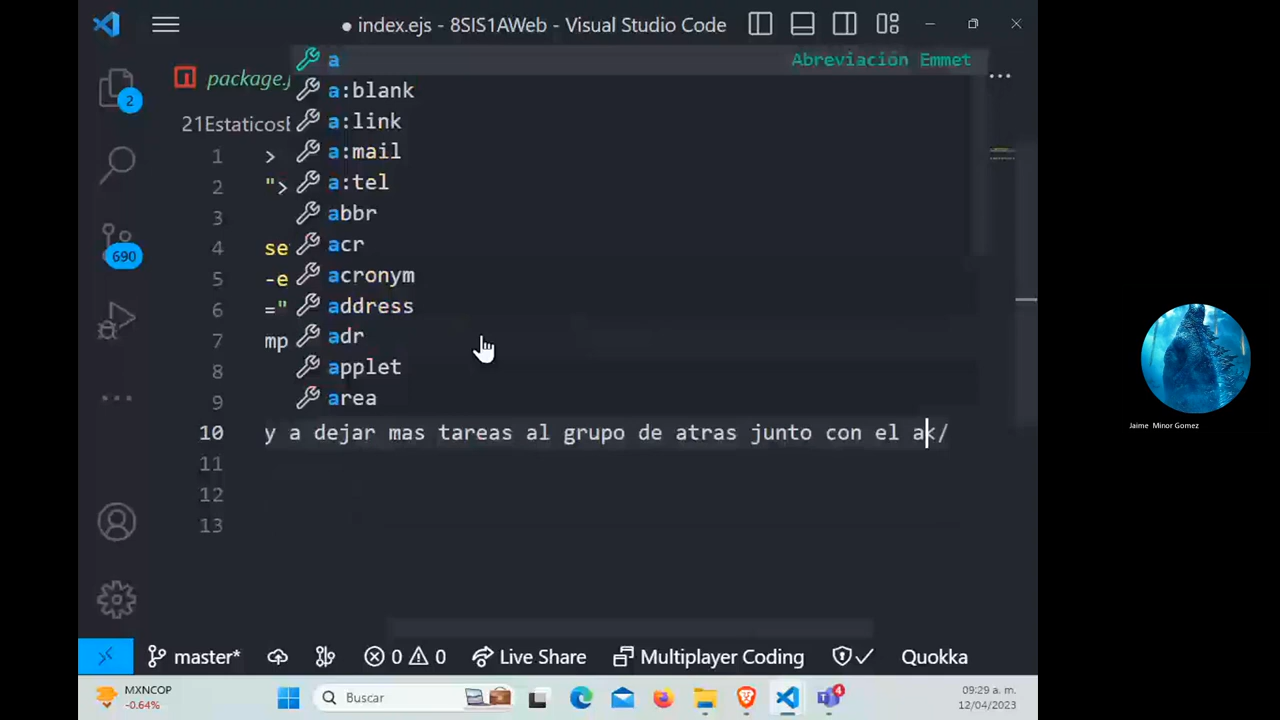 index.ejs - 8SIS1AWeb - Visual Studio Code
package.j
a Abreviación Emmet
a:blank
a:link
a:mail
a:tel
abbr
acr
acronym
address
adr
applet
area
21EstaticosE
1 >
2 ">
3
4 se
5 -e
6 ="
7 mp
8
9
10 y a dejar mas tareas al grupo de atras junto con el a</
11
12
13
2
690
Jaime Minor Gomez
master* 0 0 Live Share Multiplayer Coding Quokka
MXNCOP
-0.64%
Buscar
4
09:29 a. m.
12/04/2023